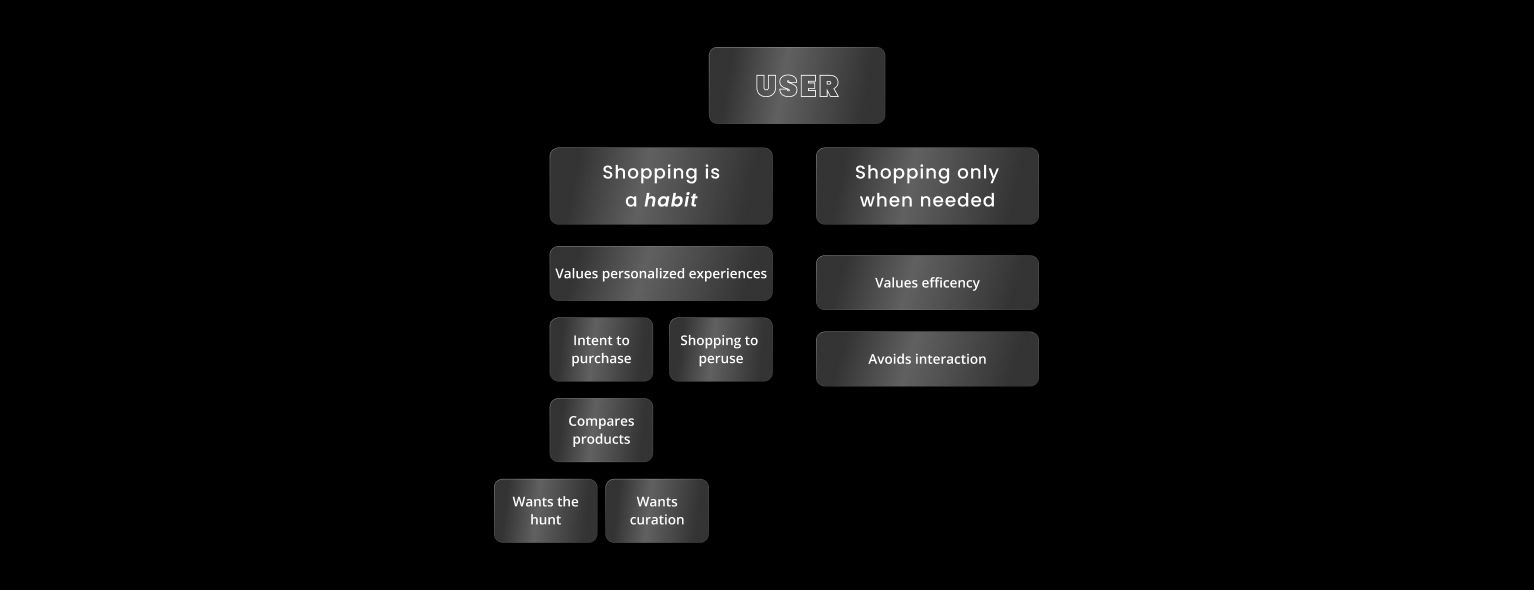 USER
Shopping is
a habit
Shopping only
when needed
Values personalized experiences
Values efficency
Intent to
purchase
Shopping to
peruse
Avoids interaction
Compares
products
Wants the
hunt
Wants
curation